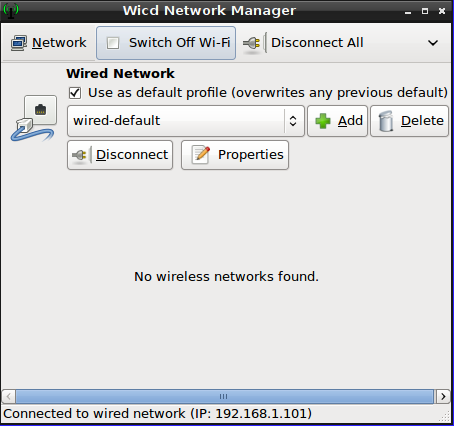 Wicd Network Manager
Network Switch Off Wi-Fi Disconnect All
Wired Network
Use as default profile (overwrites any previous default)
wired-default Add Delete
Disconnect Properties
No wireless networks found.
Connected to wired network (IP: 192.168.1.101)